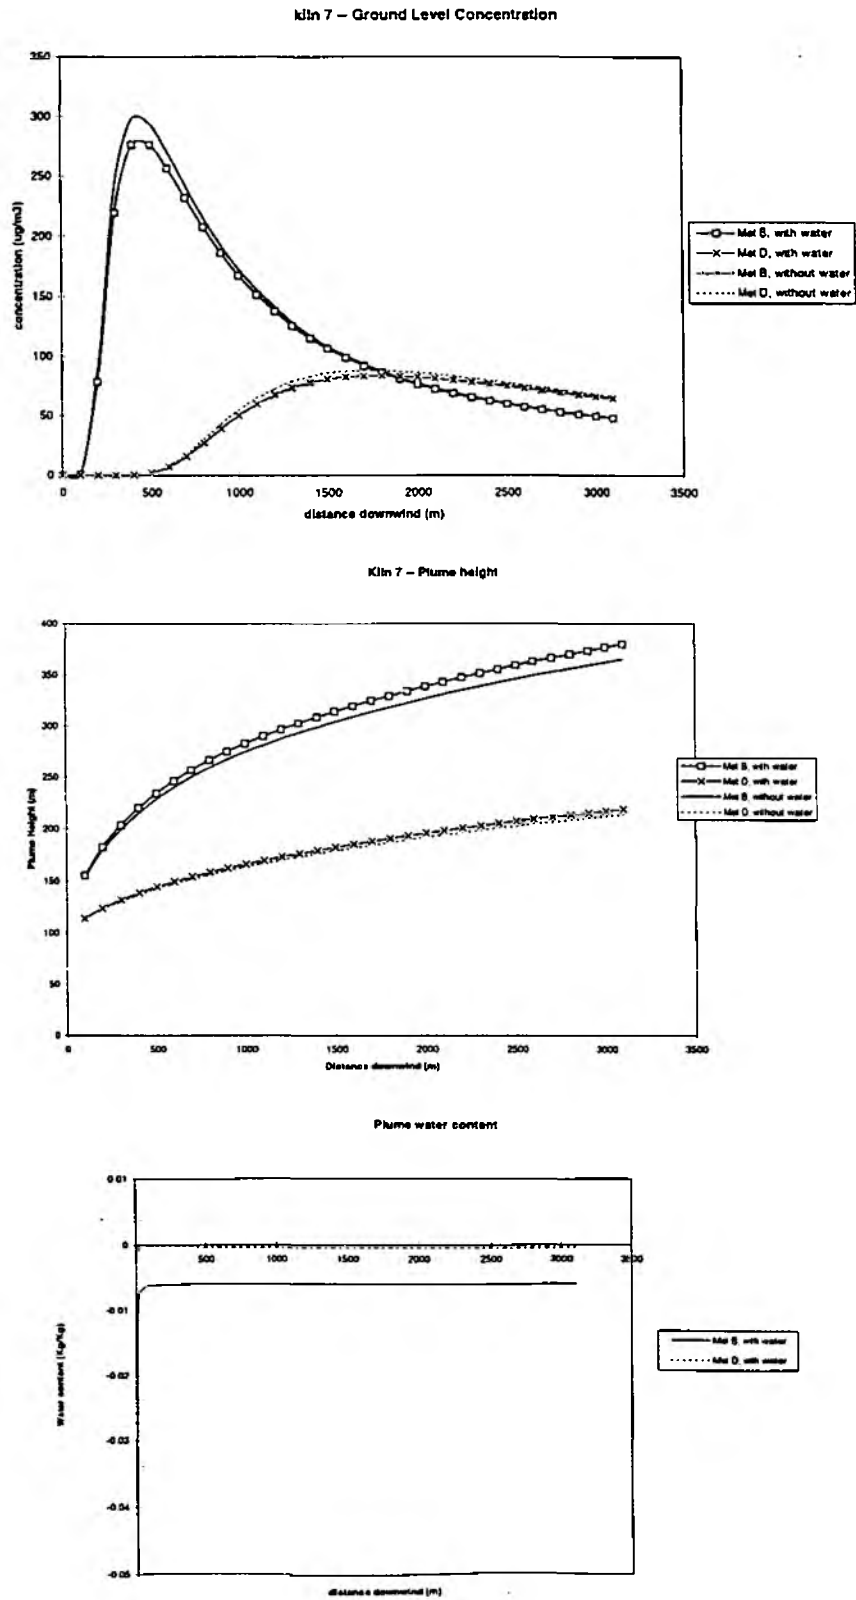 kiln 7 – Ground Level Concentration
350
300
250
200
150
100
50
0
concentration (ug/m3)
0 500 1000 1500 2000 2500 3000 3500
distance downwind (m)
Met B, with water
Met D, with water
Met B, without water
Met D, without water
Kiln 7 – Plume height
400
350
300
250
200
150
100
50
0
Plume Height (m)
0 500 1000 1500 2000 2500 3000 3500
Distance downwind (m)
Met B, with water
Met D, with water
Met B, without water
Met D, without water
Plume water content
0.01
0
-0.01
-0.02
-0.03
-0.04
-0.05
Water content (Kg/Kg)
500 1000 1500 2000 2500 3000 3500
distance downwind (m)
Met B, with water
Met D, with water